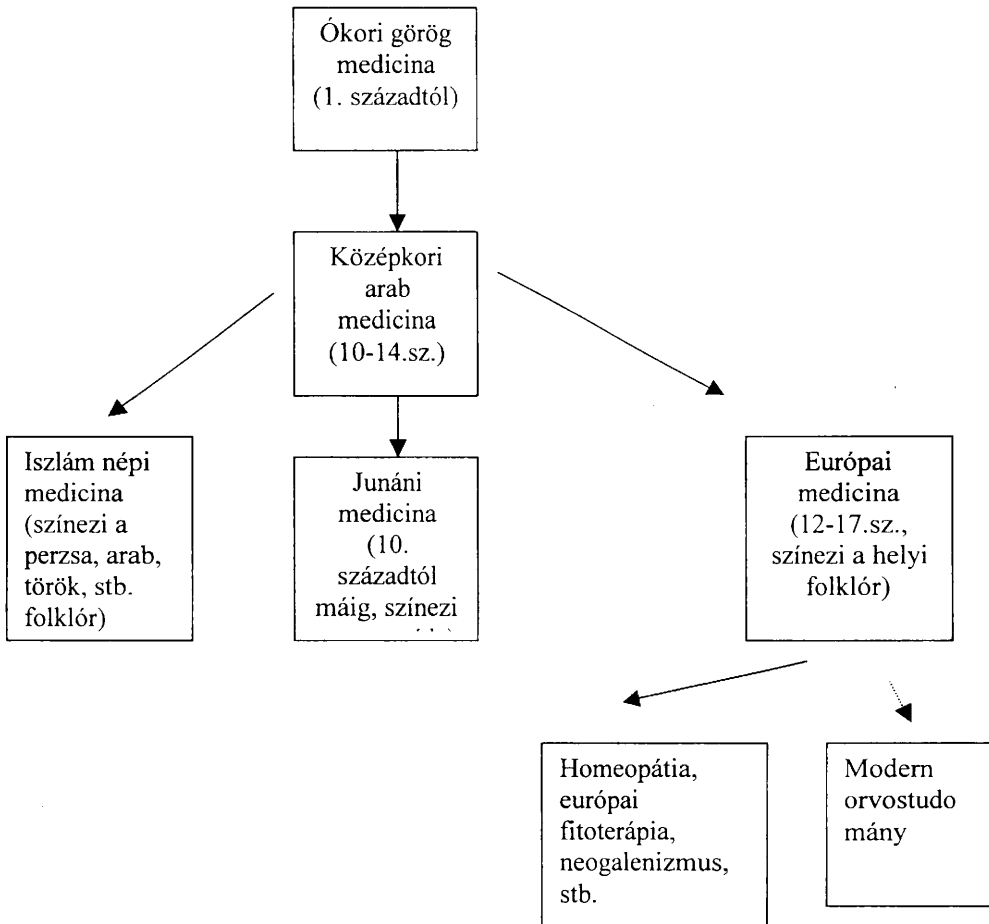 Ókori görög
medicina
(1. századtól)
Középkori
arab
medicina
(10-14.sz.)
Iszlám népi
medicina
(színezi a
perzsa, arab,
török, stb.
folklór)
Junáni
medicina
(10.
századtól
máig, színezi
Európai
medicina
(12-17.sz.,
színezi a helyi
folklór)
Homeopátia,
európai
fitoterápia,
neogalenizmus,
stb.
Modern
orvostudo
mány